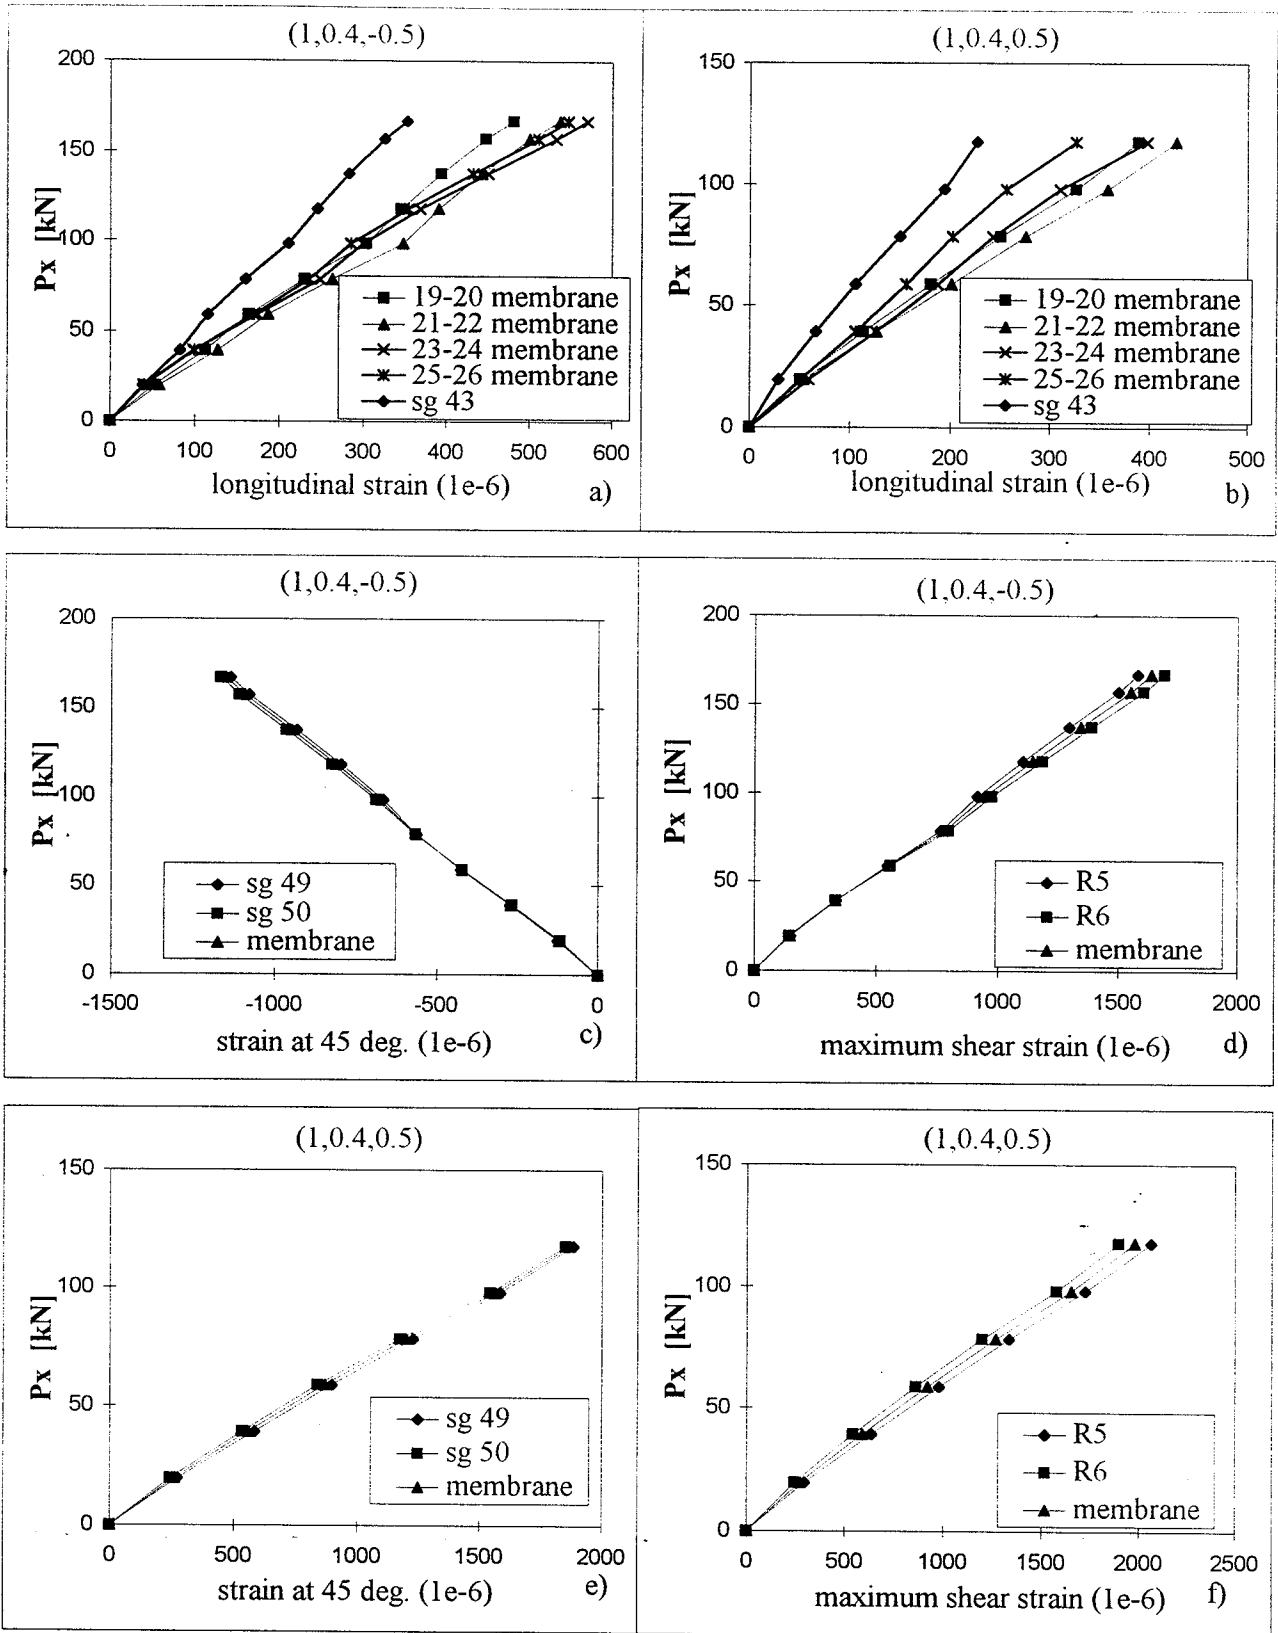 (1,0.4,-0.5)
200
150
100
50
0
Px [kN]
0 100 200 300 400 500 600
longitudinal strain (1e-6)
a)
19-20 membrane
21-22 membrane
23-24 membrane
25-26 membrane
sg 43
(1,0.4,0.5)
150
100
50
0
Px [kN]
0 100 200 300 400 500
longitudinal strain (1e-6)
b)
19-20 membrane
21-22 membrane
23-24 membrane
25-26 membrane
sg 43
(1,0.4,-0.5)
200
150
100
50
0
Px [kN]
-1500 -1000 -500 0
strain at 45 deg. (1e-6)
c)
sg 49
sg 50
membrane
(1,0.4,-0.5)
200
150
100
50
0
Px [kN]
0 500 1000 1500 2000
maximum shear strain (1e-6)
d)
R5
R6
membrane
(1,0.4,0.5)
150
100
50
0
Px [kN]
0 500 1000 1500 2000
strain at 45 deg. (1e-6)
e)
sg 49
sg 50
membrane
(1,0.4,0.5)
150
100
50
0
Px [kN]
0 500 1000 1500 2000 2500
maximum shear strain (1e-6)
f)
R5
R6
membrane